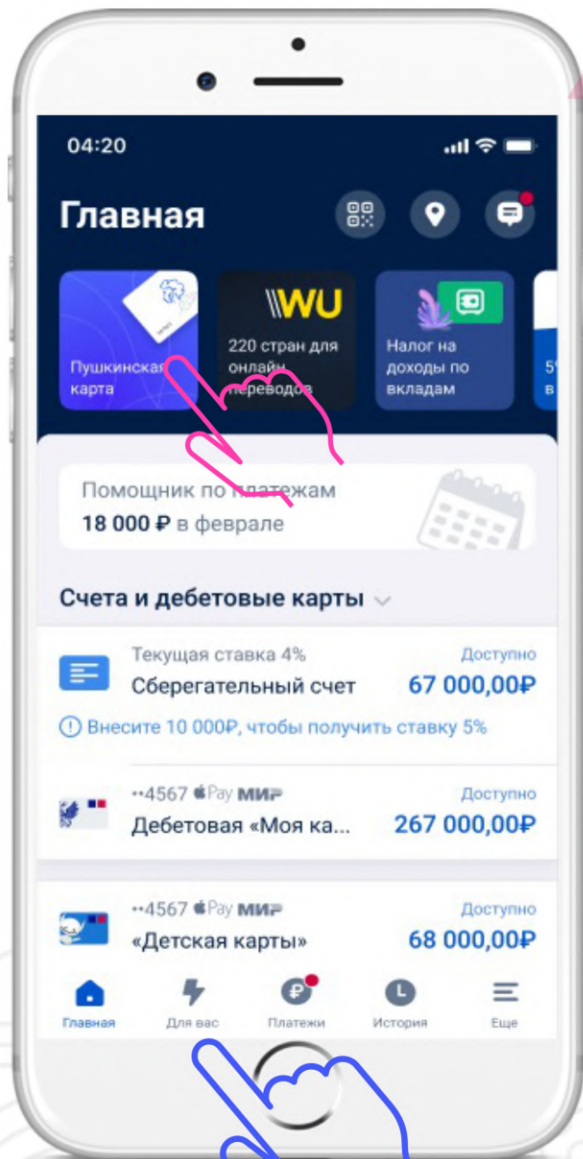 04:20
Главная
WU
Пушкинская
карта
220 стран для
онлайн
переводов
Налог на
доходы по
вкладам
5
в
Помощник по платежам
18 000 ₽ в феврале
Счета и дебетовые карты
Текущая ставка 4%
Доступно
Сберегательный счет
67 000,00₽
Внесите 10 000₽, чтобы получить ставку 5%
··4567 Pay МИР
Доступно
Дебетовая «Моя ка...
267 000,00₽
··4567 Pay МИР
Доступно
«Детская карты»
68 000,00₽
Главная
Для вас
Платежи
История
Еще